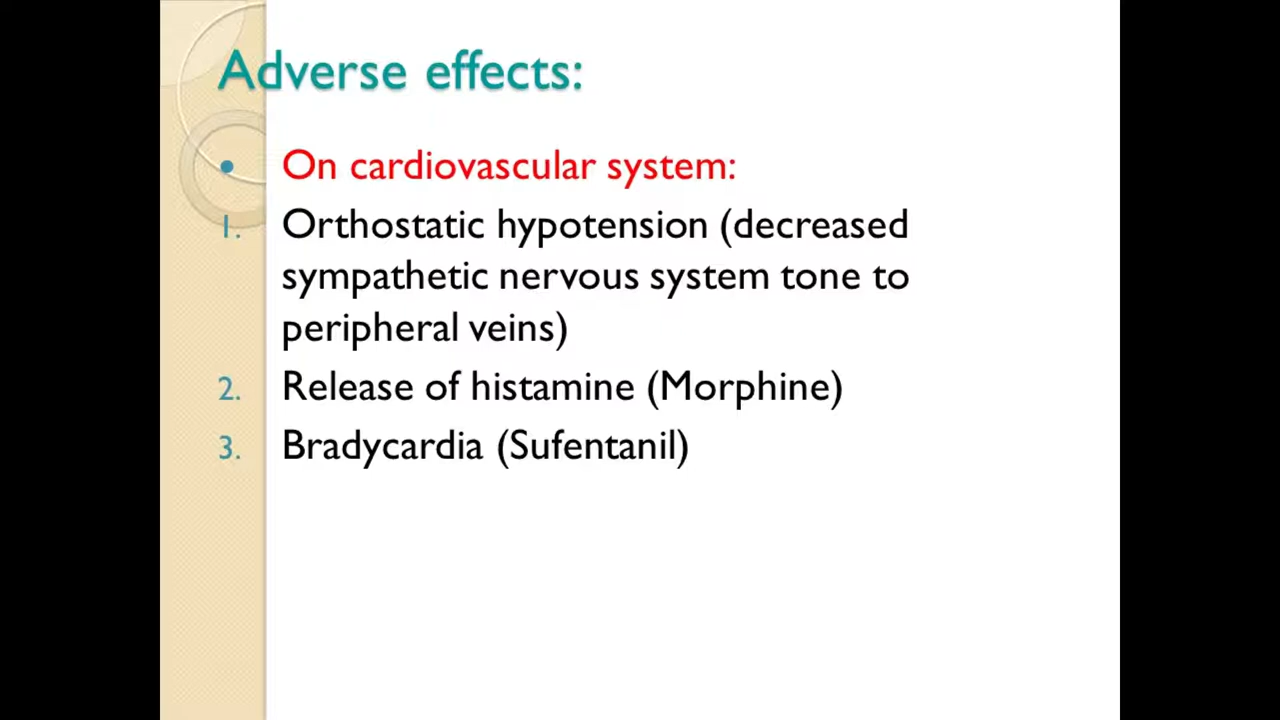 Adverse effects:
• On cardiovascular system:
1. Orthostatic hypotension (decreased
sympathetic nervous system tone to
peripheral veins)
2. Release of histamine (Morphine)
3. Bradycardia (Sufentanil)